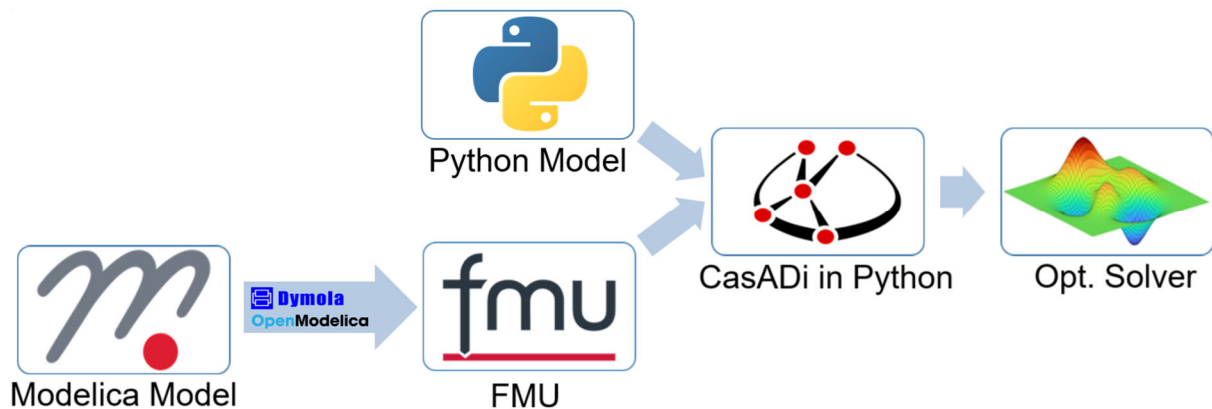 Python Model
Dymola
OpenModelica
fmu
CasADi in Python
Opt. Solver
Modelica Model
FMU